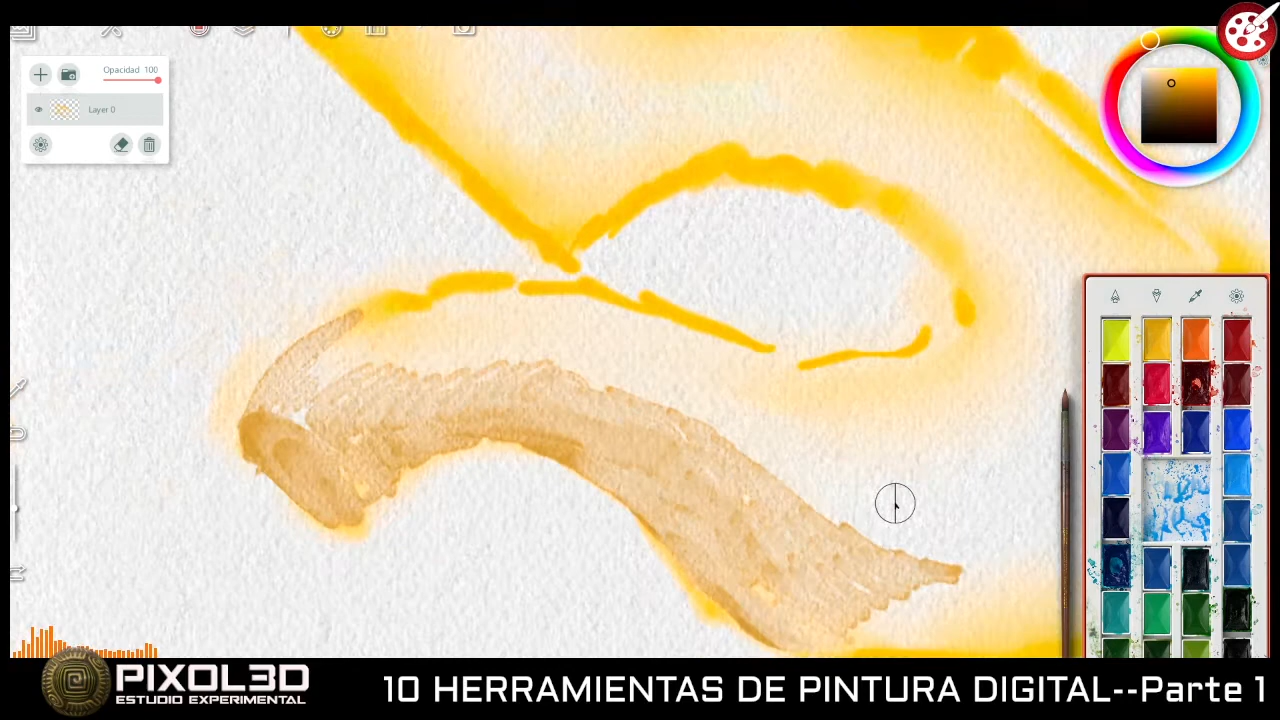 Opacidad 100
Layer 0
PIXOL3D
ESTUDIO EXPERIMENTAL
10 HERRAMIENTAS DE PINTURA DIGITAL--Parte 1